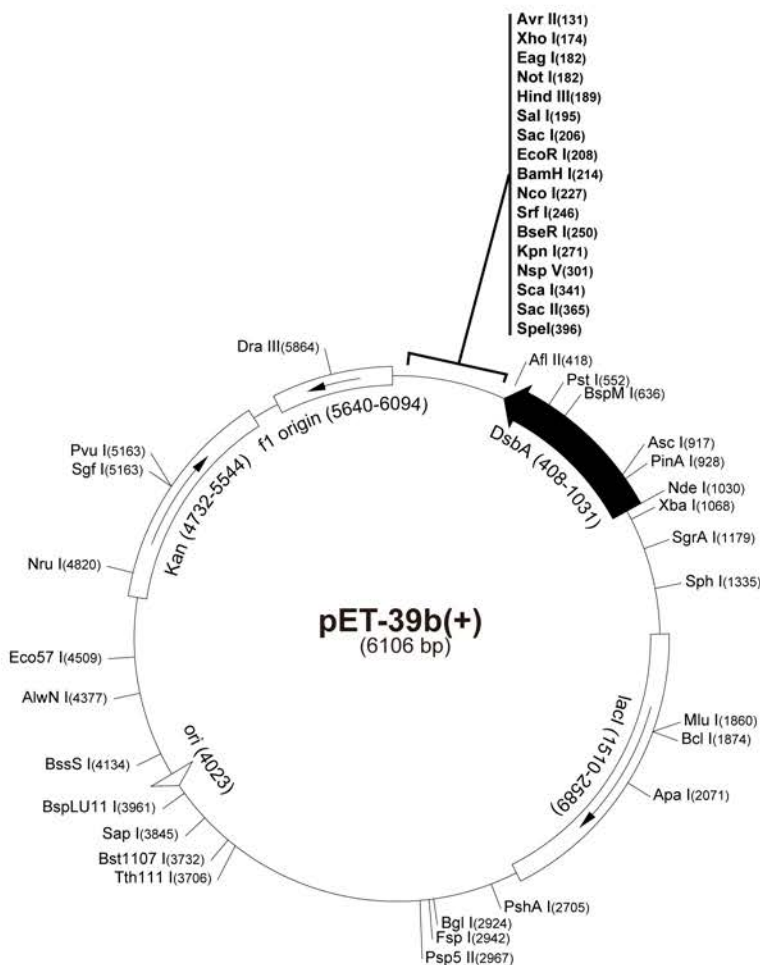 Avr II(131)
Xho I(174)
Eag I(182)
Not I(182)
Hind III(189)
Sal I(195)
Sac I(206)
EcoR I(208)
BamH I(214)
Nco I(227)
Srf I(246)
BseR I(250)
Kpn I(271)
Nsp V(301)
Sca I(341)
Sac II(365)
SpeI(396)
Dra III(5864)
Afl II(418)
Pst I(552)
BspM I(636)
f1 origin (5640-6094)
DsbA (408-1031)
Pvu I(5163)
Sgf I(5163)
Asc I(917)
PinA I(928)
Kan (4732-5544)
Nde I(1030)
Xba I(1068)
SgrA I(1179)
Nru I(4820)
Sph I(1335)
pET-39b(+)
(6106 bp)
Eco57 I(4509)
AlwN I(4377)
lacI (1510-2589)
Mlu I(1860)
Bcl I(1874)
ori (4023)
BssS I(4134)
Apa I(2071)
BspLU11 I(3961)
Sap I(3845)
Bst1107 I(3732)
Tth111 I(3706)
PshA I(2705)
Bgl I(2924)
Fsp I(2942)
Psp5 II(2967)